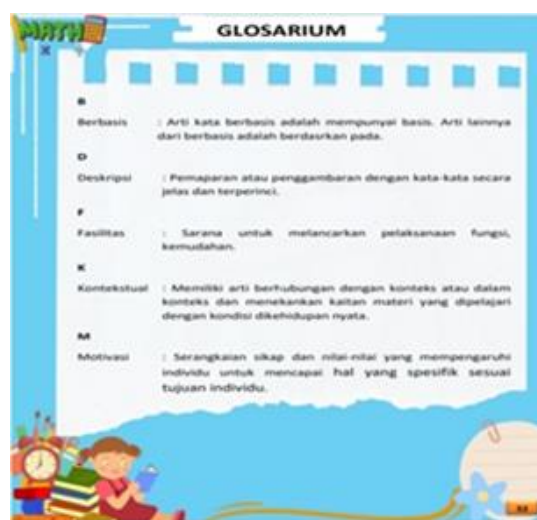 MATH
GLOSARIUM
B
Berbasis : Arti kata berbasis adalah mempunyai basis. Arti lainnya
dari berbasis adalah berdasrkan pada.
D
Deskripsi : Pemaparan atau penggambaran dengan kata-kata secara
jelas dan terperinci.
F
Fasilitas : Sarana untuk melancarkan pelaksanaan fungsi,
kemudahan.
K
Kontekstual : Memiliki arti berhubungan dengan konteks atau dalam
konteks dan menekankan kaitan materi yang dipelajari
dengan kondisi dikehidupan nyata.
M
Motivasi : Serangkaian sikap dan nilai-nilai yang mempengaruhi
individu untuk mencapai hal yang spesifik sesuai
tujuan individu.